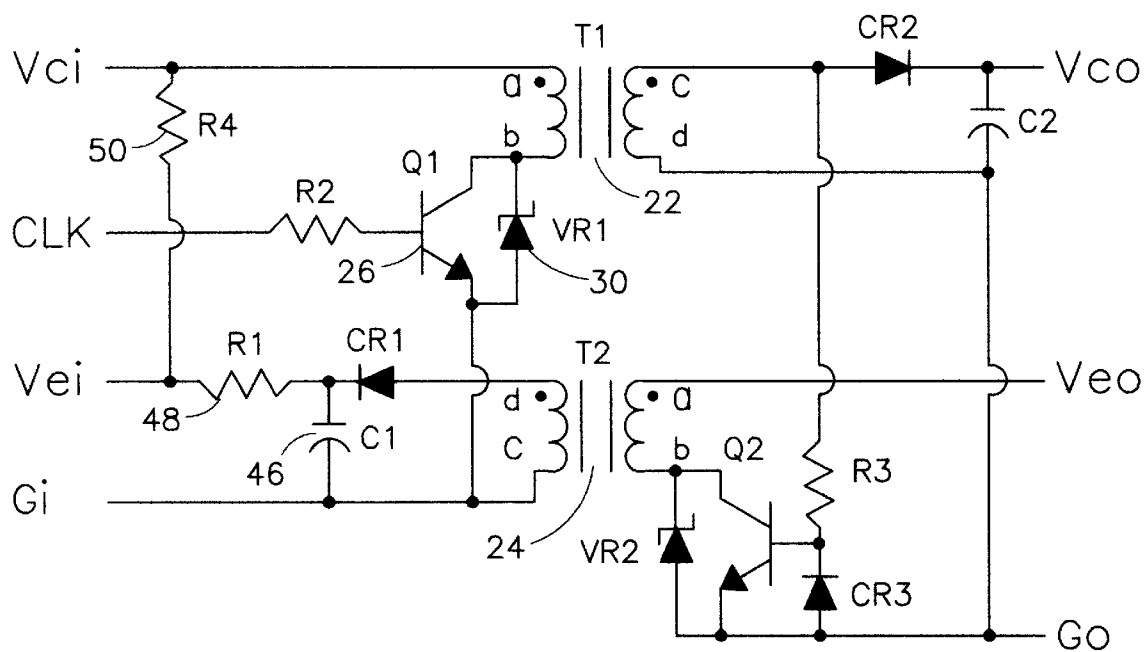 T1
CR2
Vci
Vco
a
c
R4
C2
50
b
d
Q1
R2
22
CLK
VR1
26
30
R1
CR1
T2
Vei
Veo
d
a
48
C1
C
b
Q2
46
R3
Gi
24
VR2
CR3
Go